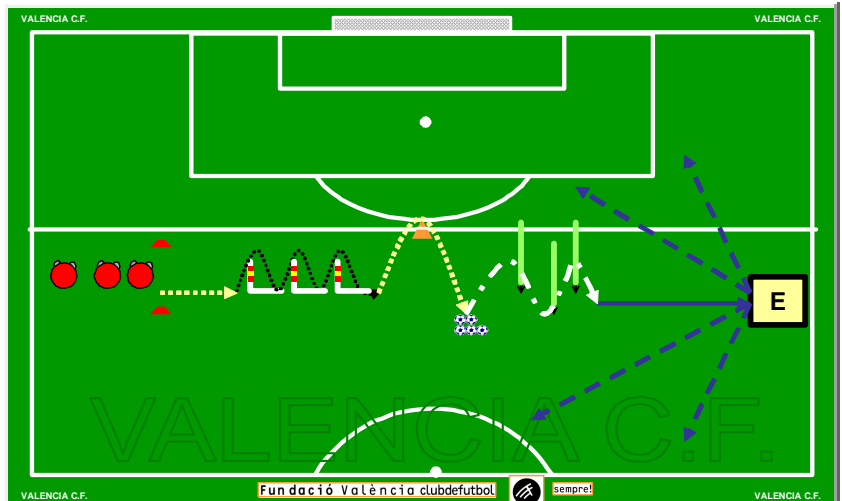 VALENCIA C.F. VALENCIA C.F.
E
VALENCIA C.F.
Fundació València clubdefutbol sempre!
VALENCIA C.F. VALENCIA C.F.